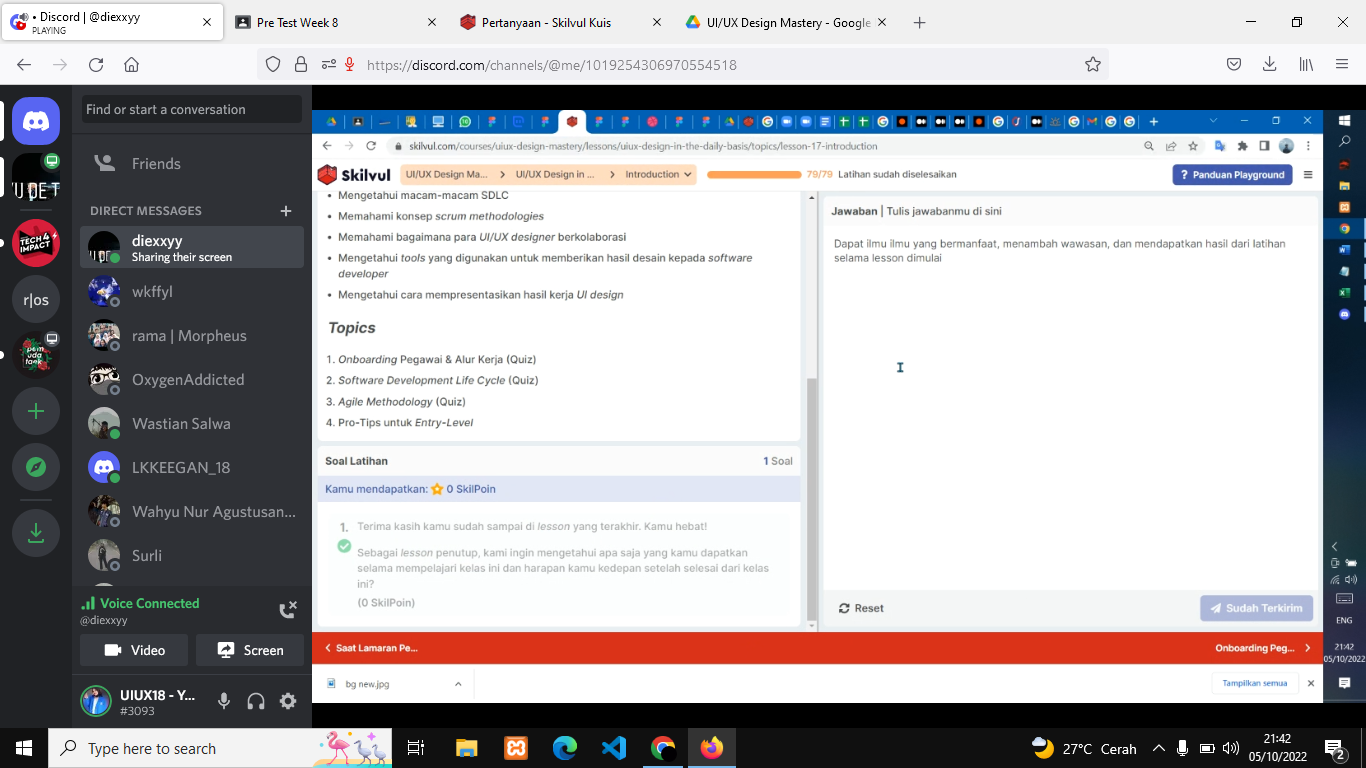 • Discord | @diexxyy
PLAYING
Pre Test Week 8
Pertanyaan - Skilvul Kuis
UI/UX Design Mastery - Google
https://discord.com/channels/@me/1019254306970554518
Find or start a conversation
Friends
DIRECT MESSAGES
diexxyy
Sharing their screen
wkffyl
rama | Morpheus
OxygenAddicted
Wastian Salwa
LKKEEGAN_18
Wahyu Nur Agustusan...
Surli
TECH4
IMPACT
r|os
Voice Connected
@diexxyy
Video
Screen
UIUX18 - Y...
#3093
skilvul.com/courses/uiux-design-mastery/lessons/uiux-design-in-the-daily-basis/topics/lesson-17-introduction
Skilvul
UI/UX Design Ma...
UI/UX Design in ...
Introduction
79/79 Latihan sudah diselesaikan
? Panduan Playground
• Mengetahui macam-macam SDLC
• Memahami konsep scrum methodologies
• Memahami bagaimana para UI/UX designer berkolaborasi
• Mengetahui tools yang digunakan untuk memberikan hasil desain kepada software
developer
• Mengetahui cara mempresentasikan hasil kerja UI design
Topics
1. Onboarding Pegawai & Alur Kerja (Quiz)
2. Software Development Life Cycle (Quiz)
3. Agile Methodology (Quiz)
4. Pro-Tips untuk Entry-Level
Soal Latihan
1 Soal
Kamu mendapatkan: 0 SkilPoin
1. Terima kasih kamu sudah sampai di lesson yang terakhir. Kamu hebat!
Sebagai lesson penutup, kami ingin mengetahui apa saja yang kamu dapatkan
selama mempelajari kelas ini dan harapan kamu kedepan setelah selesai dari kelas
ini?
(0 SkilPoin)
Jawaban | Tulis jawabanmu di sini
Dapat ilmu ilmu yang bermanfaat, menambah wawasan, dan mendapatkan hasil dari latihan
selama lesson dimulai
Reset
Sudah Terkirim
Saat Lamaran Pe...
Onboarding Peg...
bg new.jpg
Tampilkan semua
ENG
21:42
05/10/2022
Type here to search
27°C Cerah
21:42
05/10/2022
2